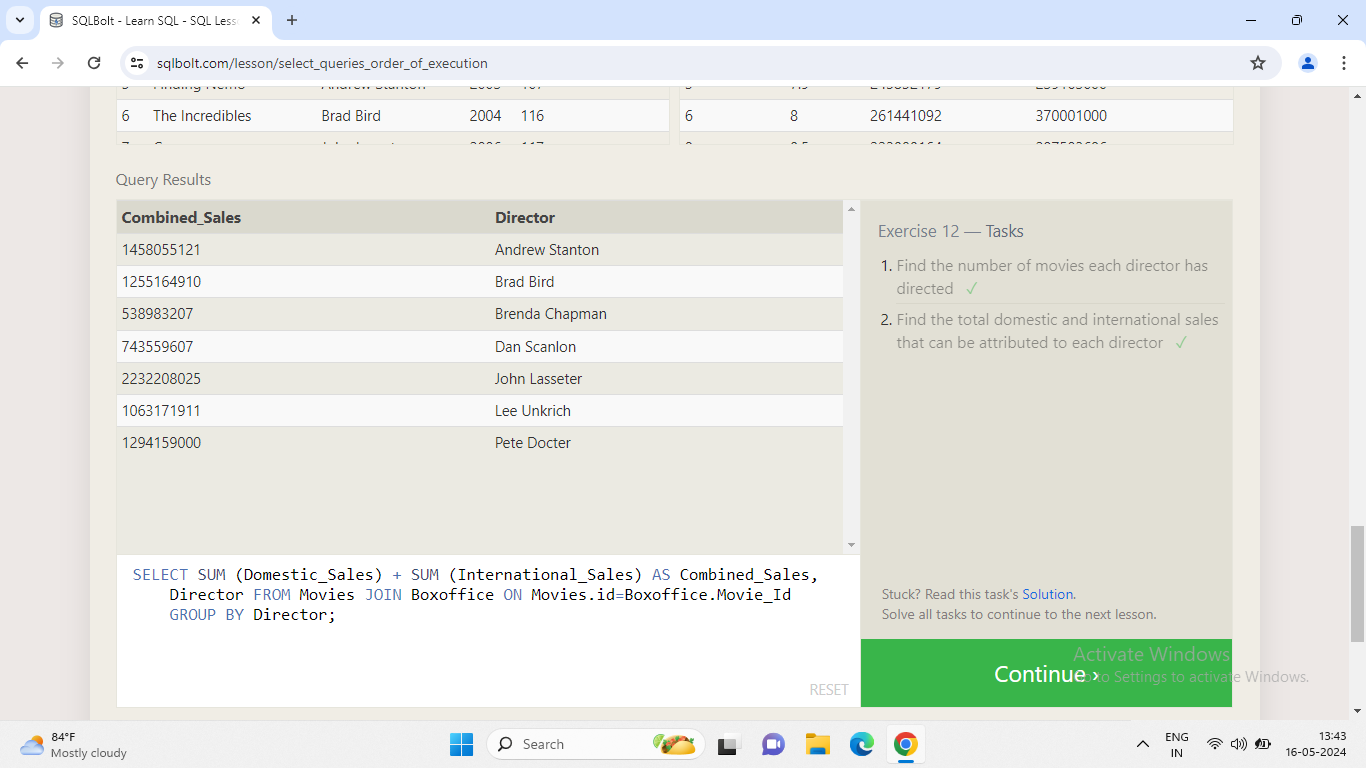 SQLBolt - Learn SQL - SQL Less
sqlbolt.com/lesson/select_queries_order_of_execution
6 The Incredibles Brad Bird 2004 116 6 8 261441092 370001000
Query Results
Combined_Sales Director
1458055121 Andrew Stanton
1255164910 Brad Bird
538983207 Brenda Chapman
743559607 Dan Scanlon
2232208025 John Lasseter
1063171911 Lee Unkrich
1294159000 Pete Docter
Exercise 12 — Tasks
1. Find the number of movies each director has
directed ✓
2. Find the total domestic and international sales
that can be attributed to each director ✓
SELECT SUM (Domestic_Sales) + SUM (International_Sales) AS Combined_Sales,
Director FROM Movies JOIN Boxoffice ON Movies.id=Boxoffice.Movie_Id
GROUP BY Director;
RESET
Stuck? Read this task's Solution.
Solve all tasks to continue to the next lesson.
Continue ›
Activate Windows
to Settings to activate Windows.
84°F
Mostly cloudy
Search
ENG
IN
13:43
16-05-2024